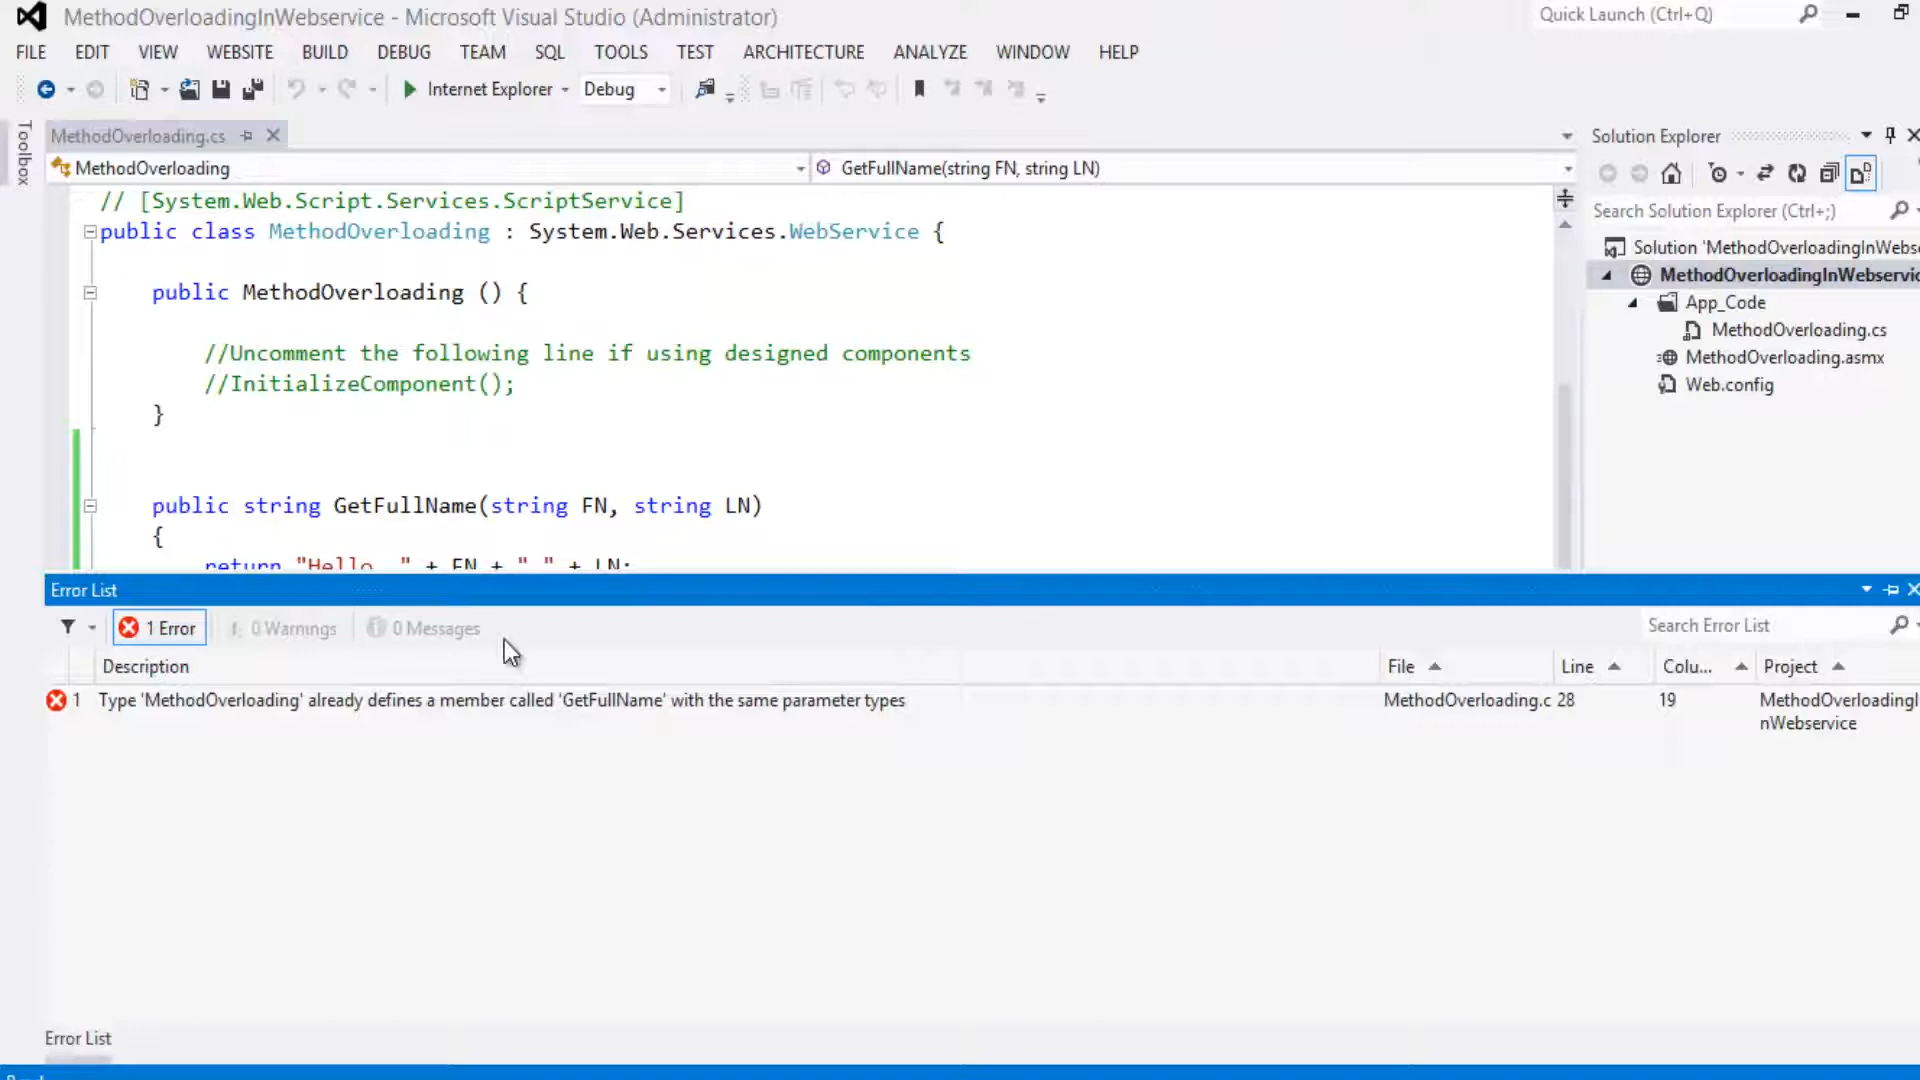 MethodOverloadingInWebservice - Microsoft Visual Studio (Administrator)
Quick Launch (Ctrl+Q)
FILE EDIT VIEW WEBSITE BUILD DEBUG TEAM SQL TOOLS TEST ARCHITECTURE ANALYZE WINDOW HELP
Internet Explorer Debug
Toolbox
MethodOverloading.cs
MethodOverloading
GetFullName(string FN, string LN)
// [System.Web.Script.Services.ScriptService]
public class MethodOverloading : System.Web.Services.WebService {
public MethodOverloading () {
//Uncomment the following line if using designed components
//InitializeComponent();
}
public string GetFullName(string FN, string LN)
{
return "Hello " + FN + " " + LN;
Solution Explorer
Search Solution Explorer (Ctrl+;)
Solution 'MethodOverloadingInWebse
MethodOverloadingInWebservic
App_Code
MethodOverloading.cs
MethodOverloading.asmx
Web.config
Error List
1 Error 0 Warnings 0 Messages
Search Error List
Description File Line Colu... Project
1 Type 'MethodOverloading' already defines a member called 'GetFullName' with the same parameter types MethodOverloading.c 28 19 MethodOverloadingI
nWebservice
Error List